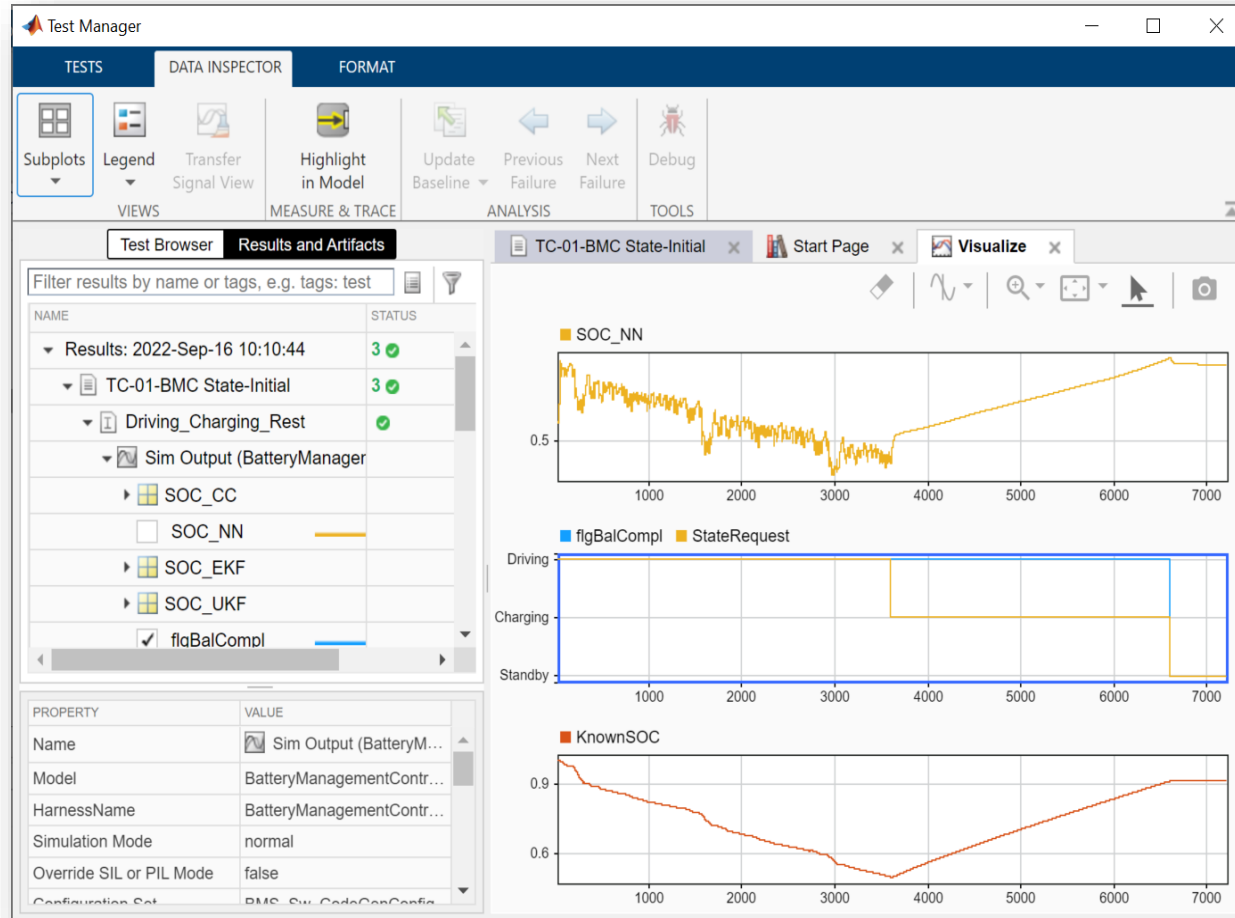 Test Manager
TESTS DATA INSPECTOR FORMAT
Subplots Legend Transfer Signal View Highlight in Model Update Baseline Previous Failure Next Failure Debug
VIEWS MEASURE & TRACE ANALYSIS TOOLS
Test Browser Results and Artifacts
Filter results by name or tags, e.g. tags: test
NAME STATUS
Results: 2022-Sep-16 10:10:44 3
TC-01-BMC State-Initial 3
Driving_Charging_Rest
Sim Output (BatteryManager
SOC_CC
SOC_NN
SOC_EKF
SOC_UKF
flgBalCompl
PROPERTY VALUE
Name Sim Output (BatteryM...
Model BatteryManagementContr...
HarnessName BatteryManagementContr...
Simulation Mode normal
Override SIL or PIL Mode false
Configuration Set BMS_Sw_CodeGenConfig
TC-01-BMC State-Initial Start Page Visualize
SOC_NN
0.5
1000 2000 3000 4000 5000 6000 7000
flgBalCompl StateRequest
Driving
Charging
Standby
1000 2000 3000 4000 5000 6000 7000
KnownSOC
0.9
0.6
1000 2000 3000 4000 5000 6000 7000